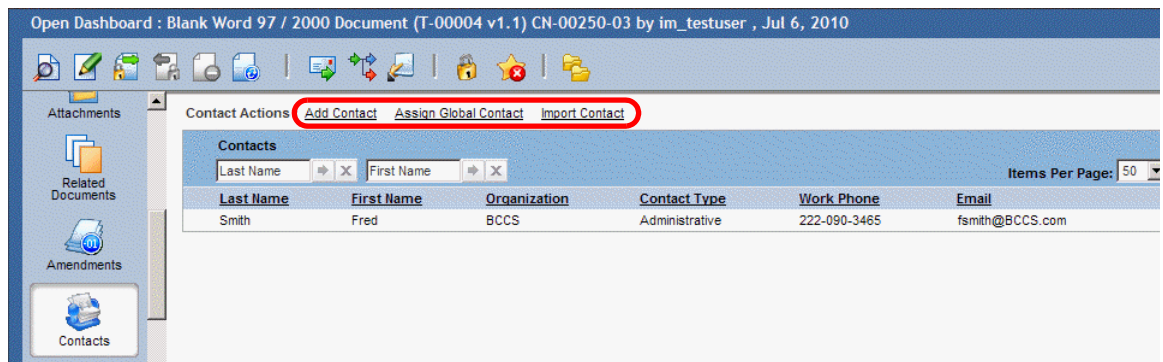 Open Dashboard : Blank Word 97 / 2000 Document (T-00004 v1.1) CN-00250-03 by im_testuser , Jul 6, 2010
Attachments
Related
Documents
-01
Amendments
Contacts
Contact Actions Add Contact Assign Global Contact Import Contact
Contacts
Last Name First Name Items Per Page: 50
Last Name First Name Organization Contact Type Work Phone Email
Smith Fred BCCS Administrative 222-090-3465 fsmith@BCCS.com